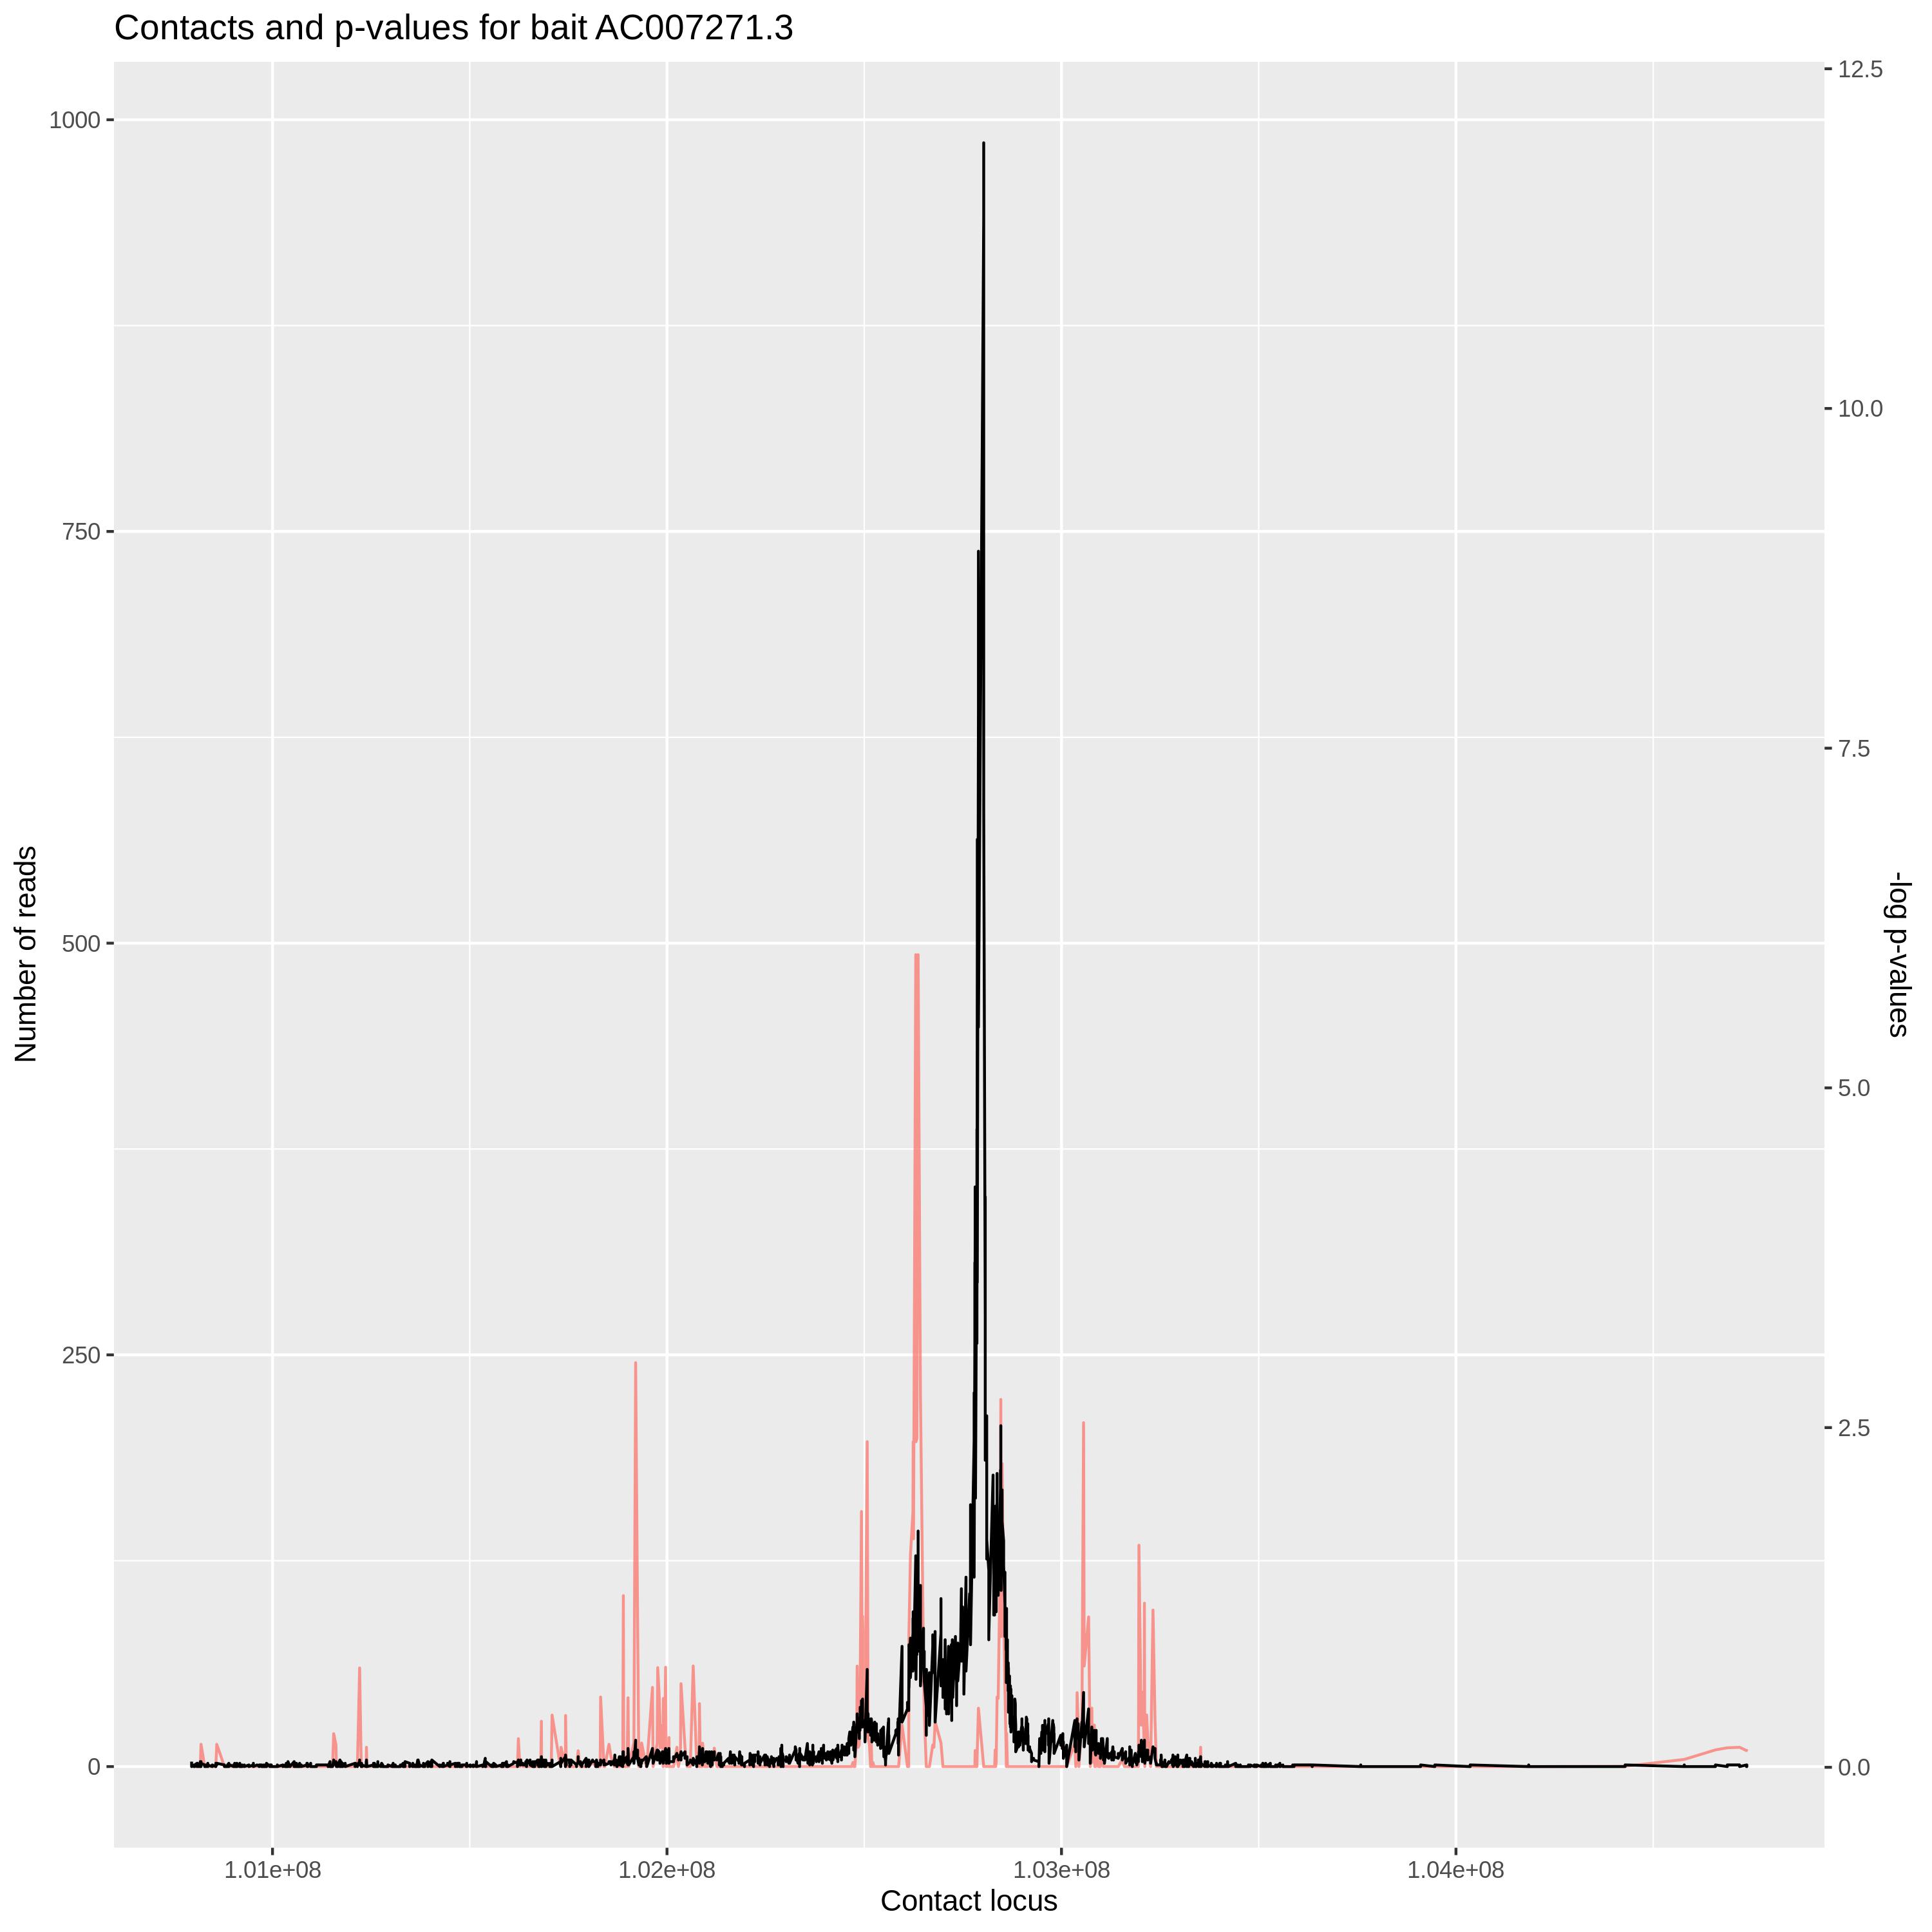 Contacts and p-values for bait AC007271.3
12.5
1000
10.0
750
7.5
500
5.0
250
2.5
0
0.0
Number of reads
-log p-values
1.01e+08
1.02e+08
1.03e+08
1.04e+08
Contact locus